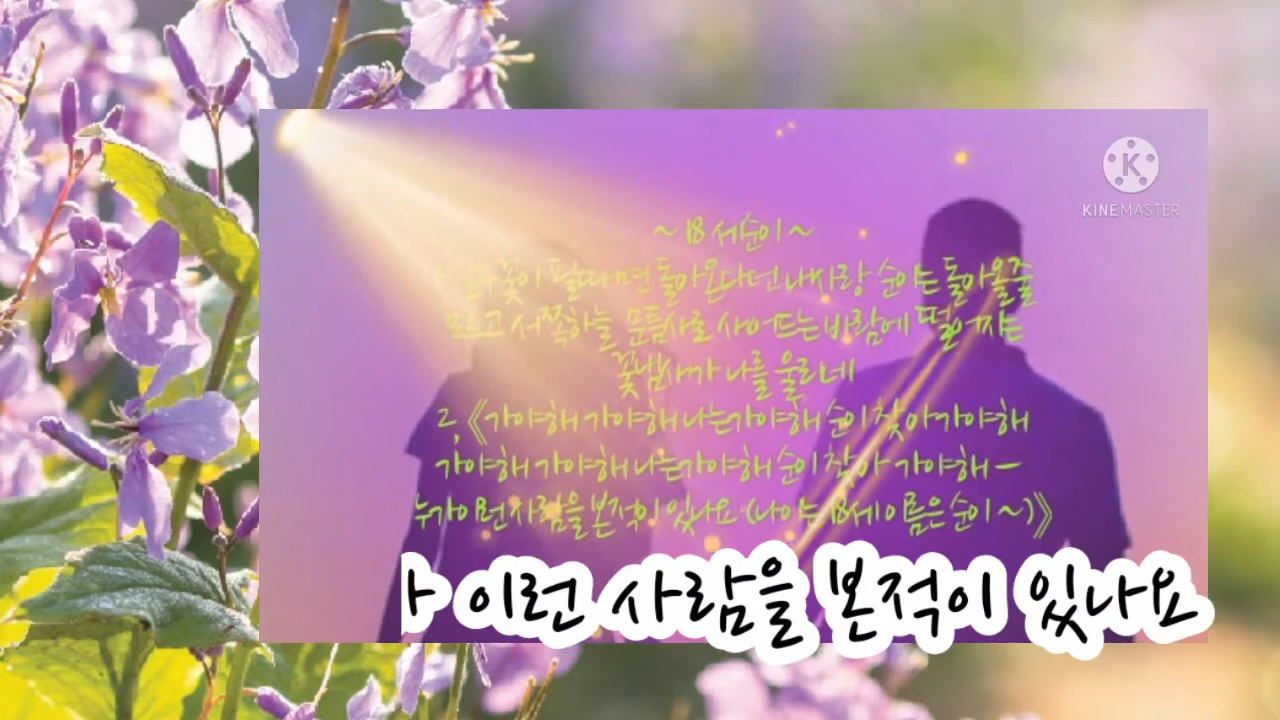 KINEMASTER
~18세순이~
꽃이 필때면 돌아온다던 내사랑 순이는 돌아올줄
모르고 서쪽하늘 문틈새로 새어드는 바람에 떨어지는
꽃냄새가 나를 울리네
2,《가야해 가야해 나는가야해 순이찾아가야해
가야해 가야해 나는가야해 순이 찾아 가야해 -
누가이런사람을본적이 있나요 (나이는 18세 이름은순이~)》
이런 사람을 본적이 있나요